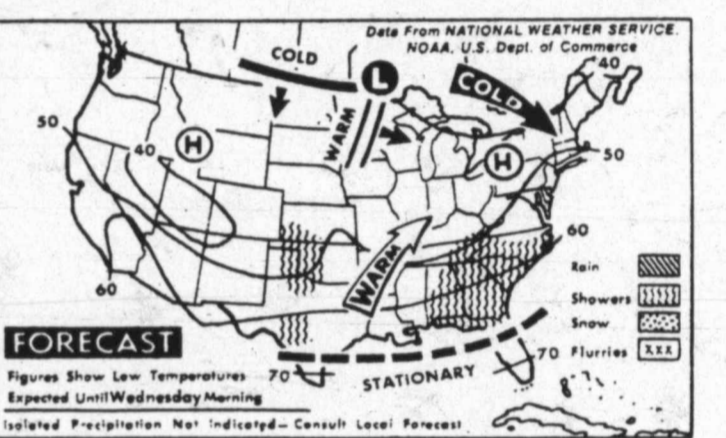 Data From NATIONAL WEATHER SERVICE.
NOAA, U.S. Dept. of Commerce
COLD
L
COLD
40
50
WARM
40
H
H
50
60
WARM
60
Rain
Showers
Snow
Flurries
XXX
FORECAST
70
STATIONARY
70
Figures Show Low Temperatures
Expected Until Wednesday Morning
Isolated Precipitation Not Indicated— Consult Local Forecast